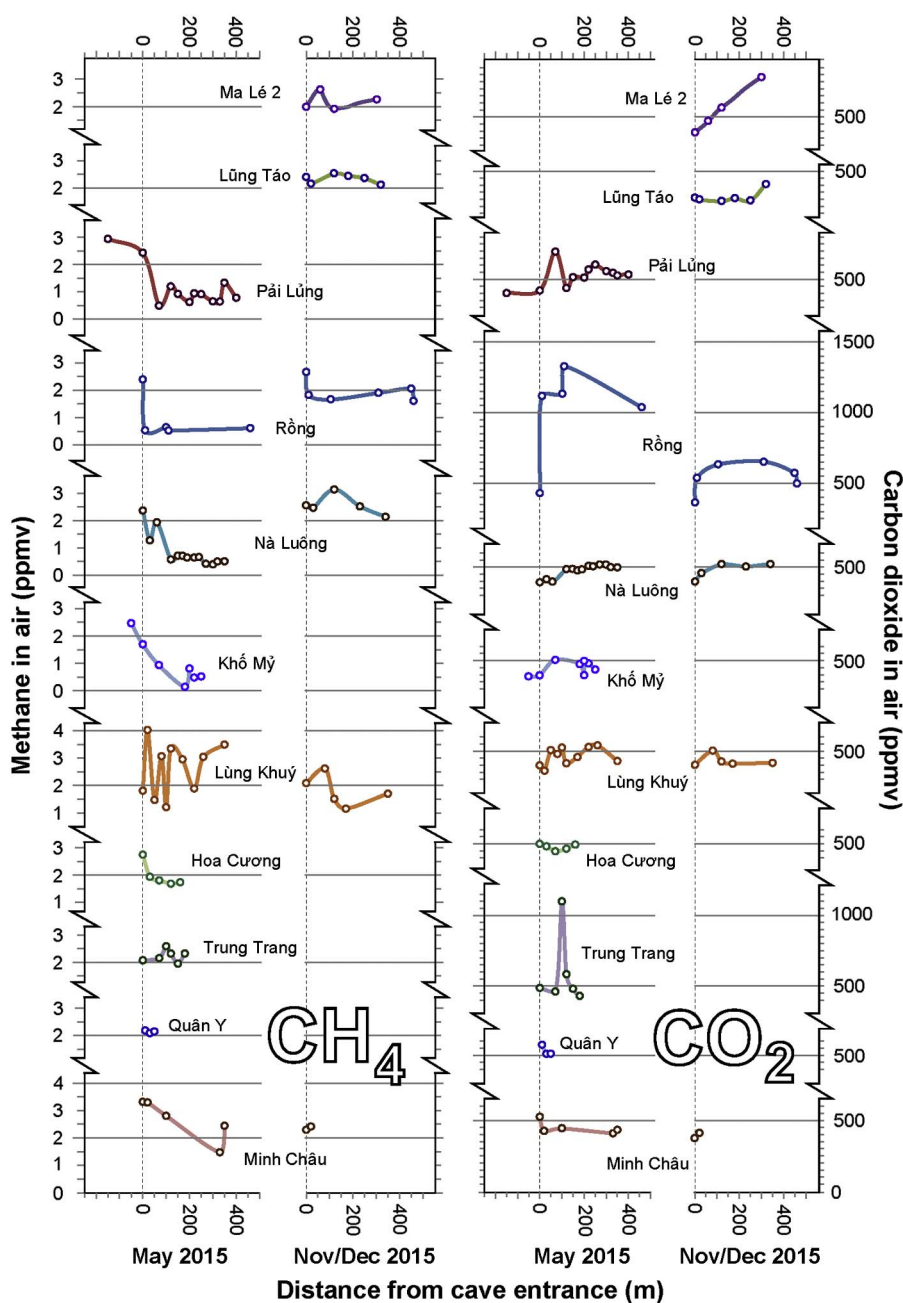 0 200 400 0 200 400 0 200 400 0 200 400
3
2
Ma Lé 2
Ma Lé 2
500
3
2
Lũng Táo
500
Lũng Táo
3
2
1
0
Pải Lủng
Pải Lủng
500
3
2
1
0
Rồng
1500
1000
500
Rồng
3
2
1
0
Nà Luông
500
Nà Luông
3
2
1
0
Khố Mỷ
500
Khố Mỷ
4
3
2
1
Lùng Khuý
500
Lùng Khuý
3
2
1
Hoa Cương
500
Hoa Cương
3
2
Trung Trang
1000
500
Trung Trang
3
2
Quân Y
500
Quân Y
4
3
2
1
0
Minh Châu
500
0
Minh Châu
CH4
CO2
Methane in air (ppmv)
Carbon dioxide in air (ppmv)
0 200 400 0 200 400 0 200 400 0 200 400
May 2015 Nov/Dec 2015 May 2015 Nov/Dec 2015
Distance from cave entrance (m)